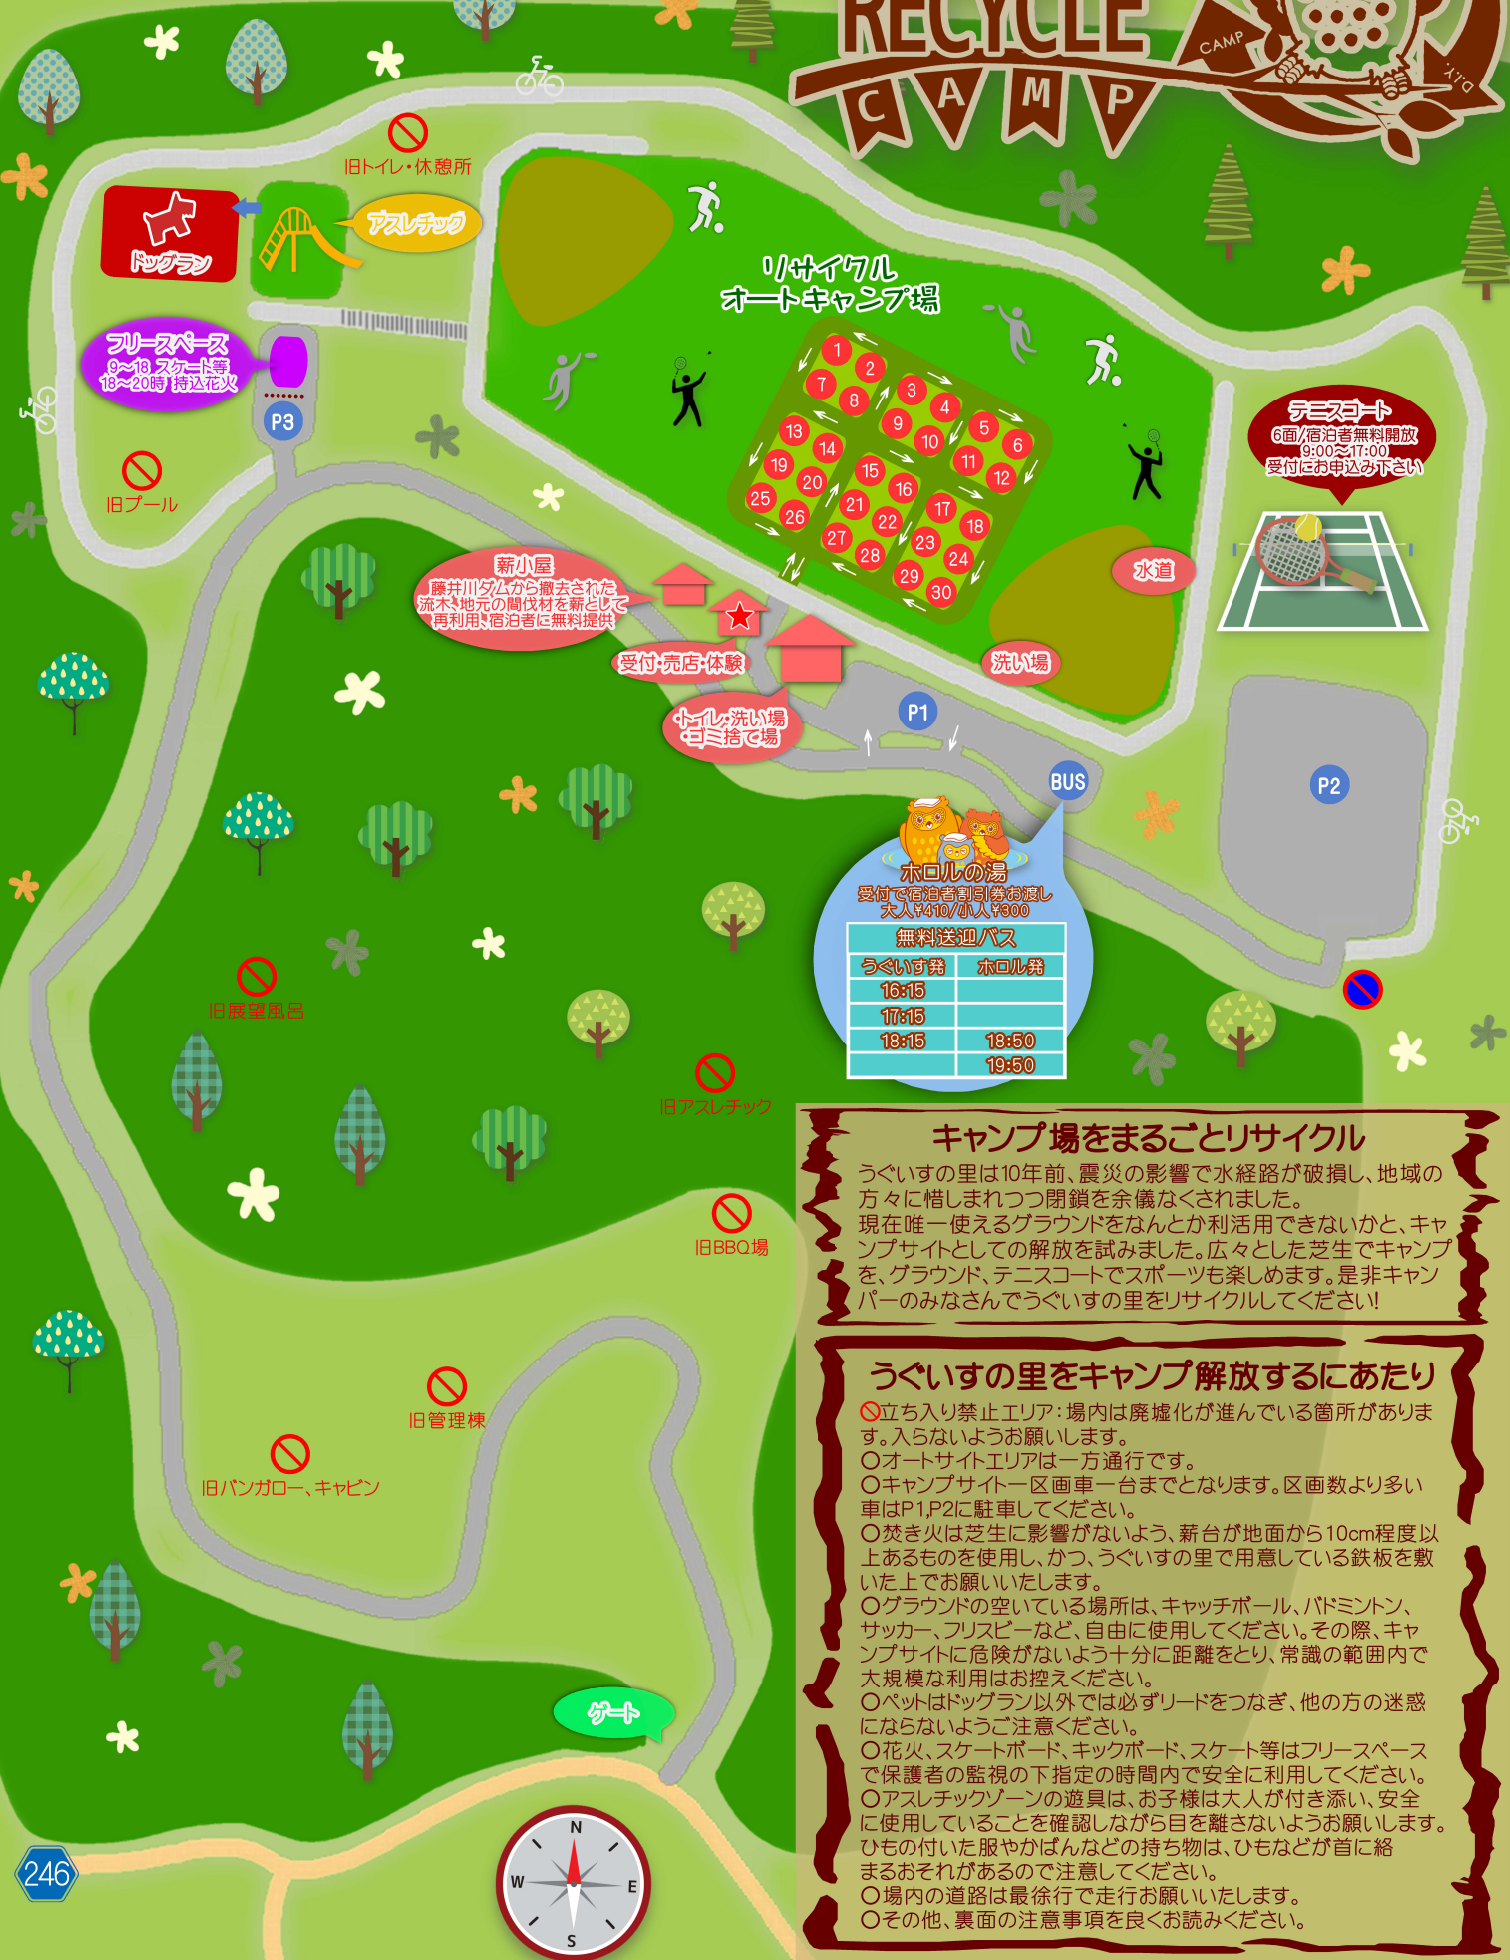 RECYCLE
CAMP
CAMP
D.I.Y.
旧トイレ・休憩所
ドッグラン
アスレチック
リサイクル
オートキャンプ場
フリースペース
9〜18 スケート等
18〜20時 持込花火
P3
旧プール
1
2
3
4
5
6
7
8
9
10
11
12
13
14
15
16
17
18
19
20
21
22
23
24
25
26
27
28
29
30
テニスコート
6面/宿泊者無料開放
9:00〜17:00
受付にお申込み下さい
薪小屋
藤井川ダムから撤去された
流木、地元の間伐材を薪として
再利用、宿泊者に無料提供
水道
受付・売店・体験
洗い場
・トイレ・洗い場
・ゴミ捨て場
P1
BUS
P2
ホロルの湯
受付で宿泊者割引券お渡し
大人¥410/小人¥300
無料送迎バス
うぐいす発 ホロル発
16:15
17:15
18:15 18:50
19:50
旧展望風呂
旧アスレチック
旧BBQ場
旧管理棟
旧バンガロー、キャビン
ゲート
246
N
W
E
S
キャンプ場をまるごとリサイクル
うぐいすの里は10年前、震災の影響で水経路が破損し、地域の
方々に惜しまれつつ閉鎖を余儀なくされました。
現在唯一使えるグラウンドをなんとか利活用できないかと、キャ
ンプサイトとしての解放を試みました。広々とした芝生でキャンプ
を、グラウンド、テニスコートでスポーツも楽しめます。是非キャン
パーのみなさんでうぐいすの里をリサイクルしてください!
うぐいすの里をキャンプ解放するにあたり
立ち入り禁止エリア：場内は廃墟化が進んでいる箇所がありま
す。入らないようお願いします。
○オートサイトエリアは一方通行です。
○キャンプサイト一区画車一台までとなります。区画数より多い
車はP1,P2に駐車してください。
○焚き火は芝生に影響がないよう、薪台が地面から10cm程度以
上あるものを使用し、かつ、うぐいすの里で用意している鉄板を敷
いた上でお願いいたします。
○グラウンドの空いている場所は、キャッチボール、バドミントン、
サッカー、フリスビーなど、自由に使用してください。その際、キャ
ンプサイトに危険がないよう十分に距離をとり、常識の範囲内で
大規模な利用はお控えください。
○ペットはドッグラン以外では必ずリードをつなぎ、他の方の迷惑
にならないようご注意ください。
○花火、スケートボード、キックボード、スケート等はフリースペース
で保護者の監視の下指定の時間内で安全に利用してください。
○アスレチックゾーンの遊具は、お子様は大人が付き添い、安全
に使用していることを確認しながら目を離さないようお願いします。
ひもの付いた服やかばんなどの持ち物は、ひもなどが首に絡
まるおそれがあるので注意してください。
○場内の道路は最徐行で走行お願いいたします。
○その他、裏面の注意事項を良くお読みください。